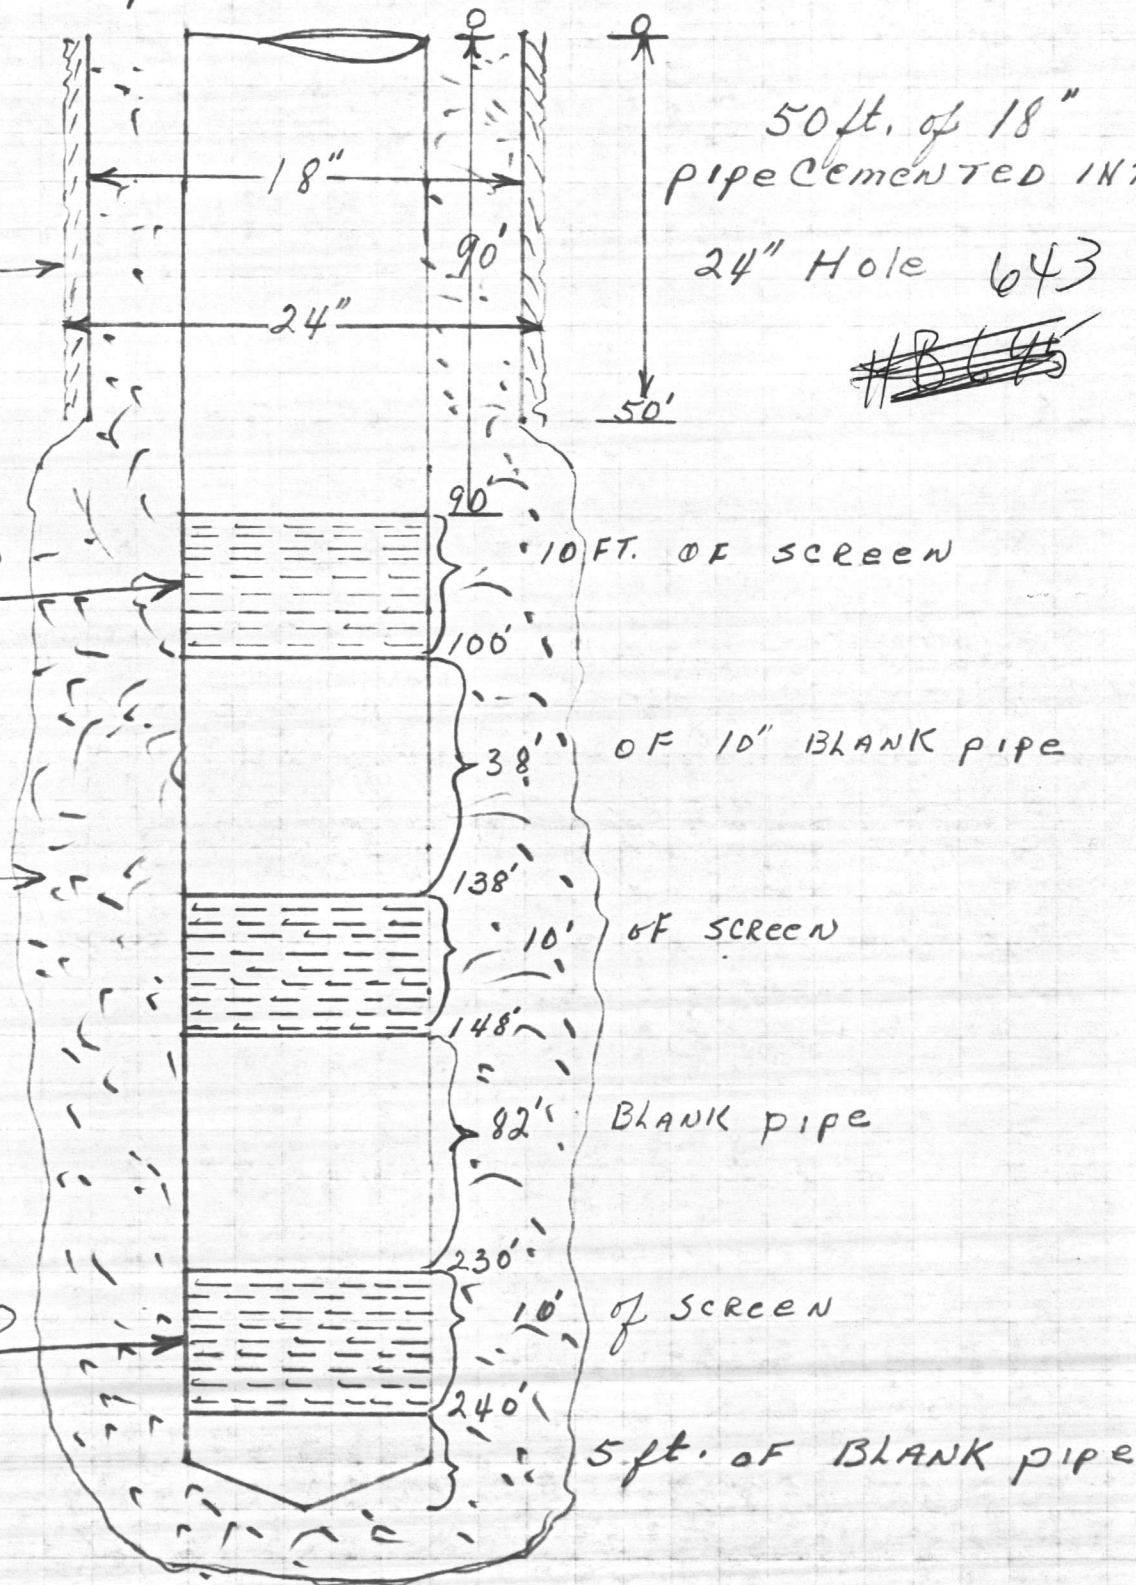 50 ft. of 18"
pipe CemenTED INT
24" Hole 643
18"
90'
24"
50'
90'
10 FT. OF SCREEN
100'
38' OF 10" BLANK pipe
138'
10' OF SCREEN
148'
82' BLANK pipe
230'
10' of SCREEN
240'
5 ft. OF BLANK pipe